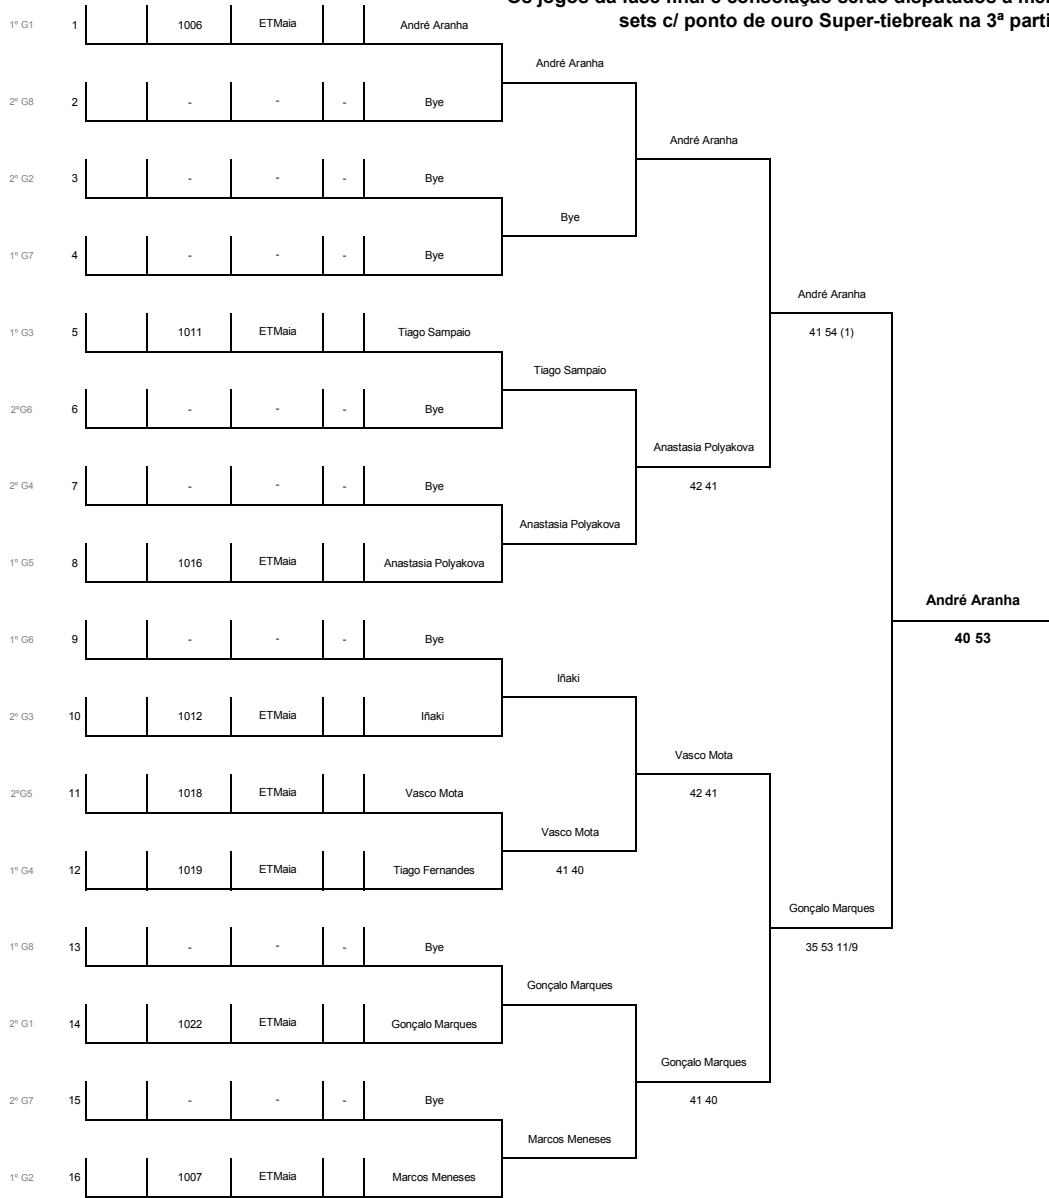 Os jogos da fase final e consolação serão disputados à
sets c/ ponto de ouro Super-tiebreak na 3ª
1º G1 1 1006 ETMaia André Aranha
André Aranha
2º G8 2 - - - Bye
André Aranha
2º G2 3 - - - Bye
Bye
1º G7 4 - - - Bye
André Aranha
1º G3 5 1011 ETMaia Tiago Sampaio
41 54 (1)
Tiago Sampaio
2ºG6 6 - - - Bye
Anastasia Polyakova
2º G4 7 - - - Bye
42 41
Anastasia Polyakova
1º G5 8 1016 ETMaia Anastasia Polyakova
André Aranha
1º G6 9 - - - Bye
40 53
Iñaki
2º G3 10 1012 ETMaia Iñaki
Vasco Mota
2ºG5 11 1018 ETMaia Vasco Mota
42 41
Vasco Mota
1º G4 12 1019 ETMaia Tiago Fernandes
41 40
Gonçalo Marques
1º G8 13 - - - Bye
35 53 11/9
Gonçalo Marques
2º G1 14 1022 ETMaia Gonçalo Marques
Gonçalo Marques
2º G7 15 - - - Bye
41 40
Marcos Meneses
1º G2 16 1007 ETMaia Marcos Meneses